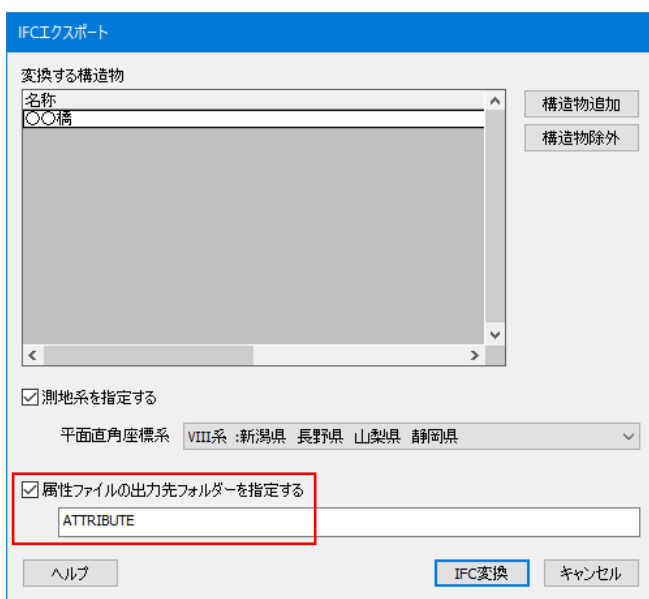 IFCエクスポート
変換する構造物
名称
〇〇橋
構造物追加
構造物除外
測地系を指定する
平面直角座標系 VIII系 :新潟県 長野県 山梨県 静岡県
属性ファイルの出力先フォルダーを指定する
ATTRIBUTE
ヘルプ IFC変換 キャンセル